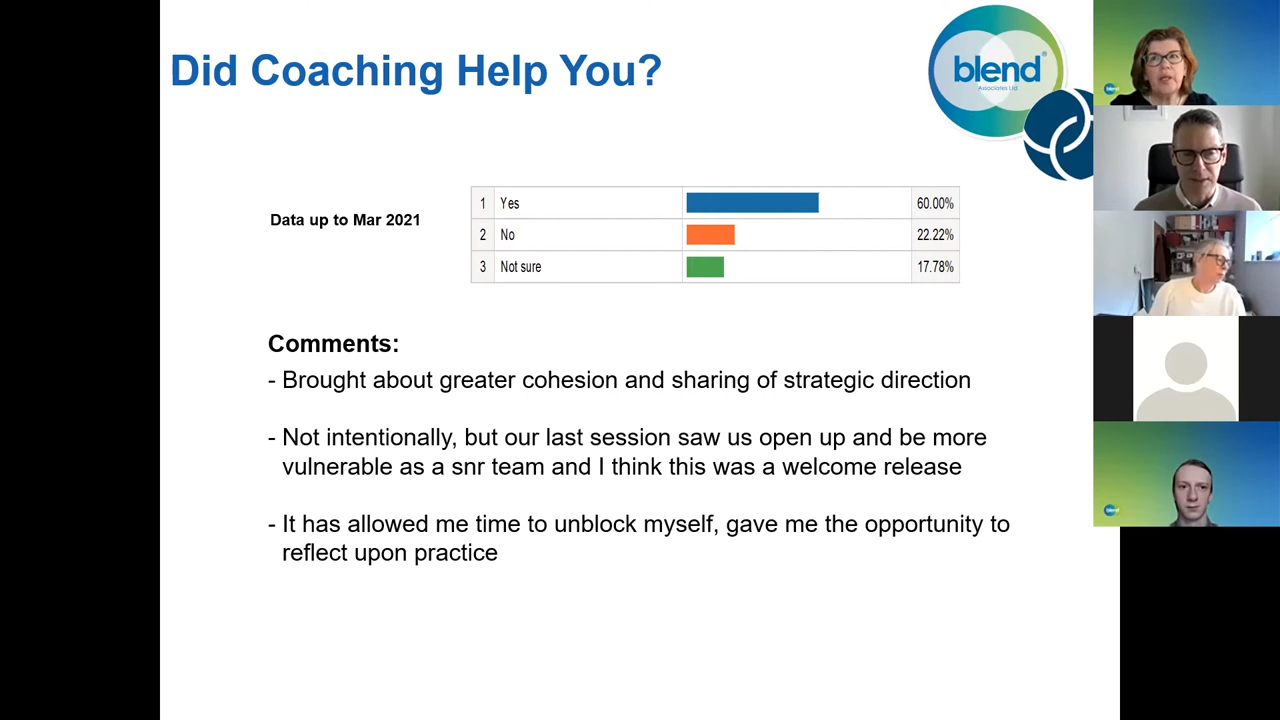 Did Coaching Help You?
blend®
Associates Ltd
Data up to Mar 2021
1 Yes 60.00%
2 No 22.22%
3 Not sure 17.78%
Comments:
- Brought about greater cohesion and sharing of strategic direction
- Not intentionally, but our last session saw us open up and be more
vulnerable as a snr team and I think this was a welcome release
- It has allowed me time to unblock myself, gave me the opportunity to
reflect upon practice
blend
blend